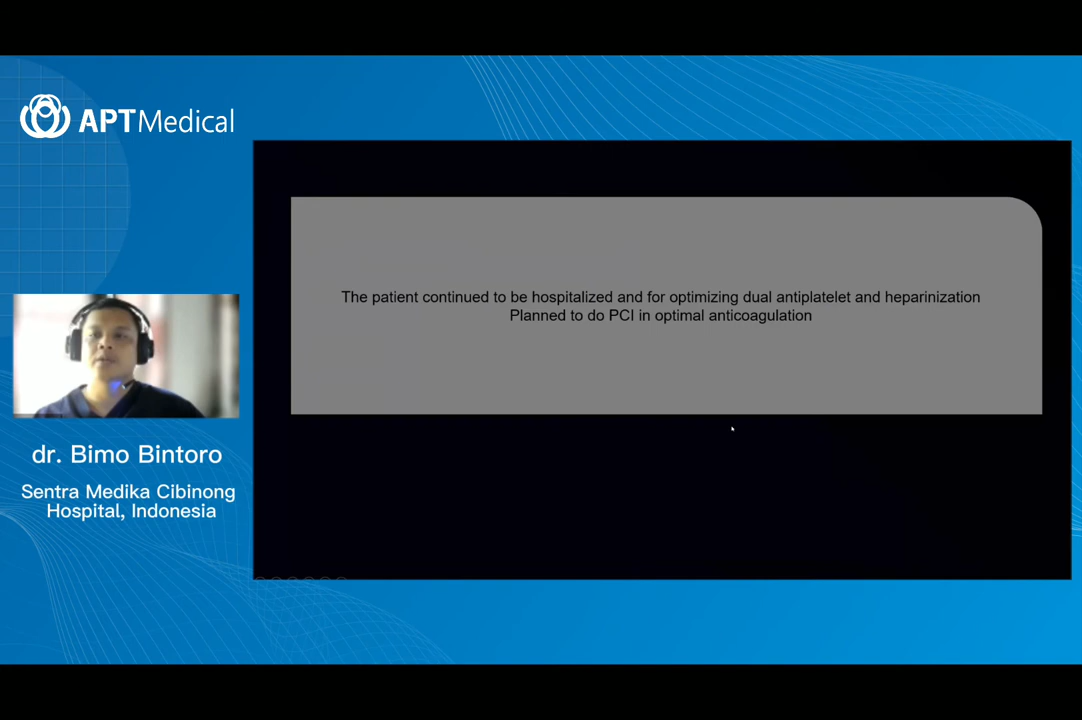 APTMedical
The patient continued to be hospitalized and for optimizing dual antiplatelet and heparinization
Planned to do PCI in optimal anticoagulation
dr. Bimo Bintoro
Sentra Medika Cibinong
Hospital, Indonesia